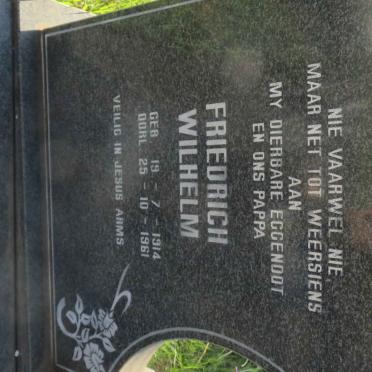 NIE VAARWEL NIE
MAAR NET TOT WEERSIENS
AAN
MY DIERBARE EGGENOOT
EN ONS PAPPA
FRIEDRICH
WILHELM
GEB 19 - 7 - 1914
OORL 25 - 10 - 1961
VEILIG IN JESUS ARMS